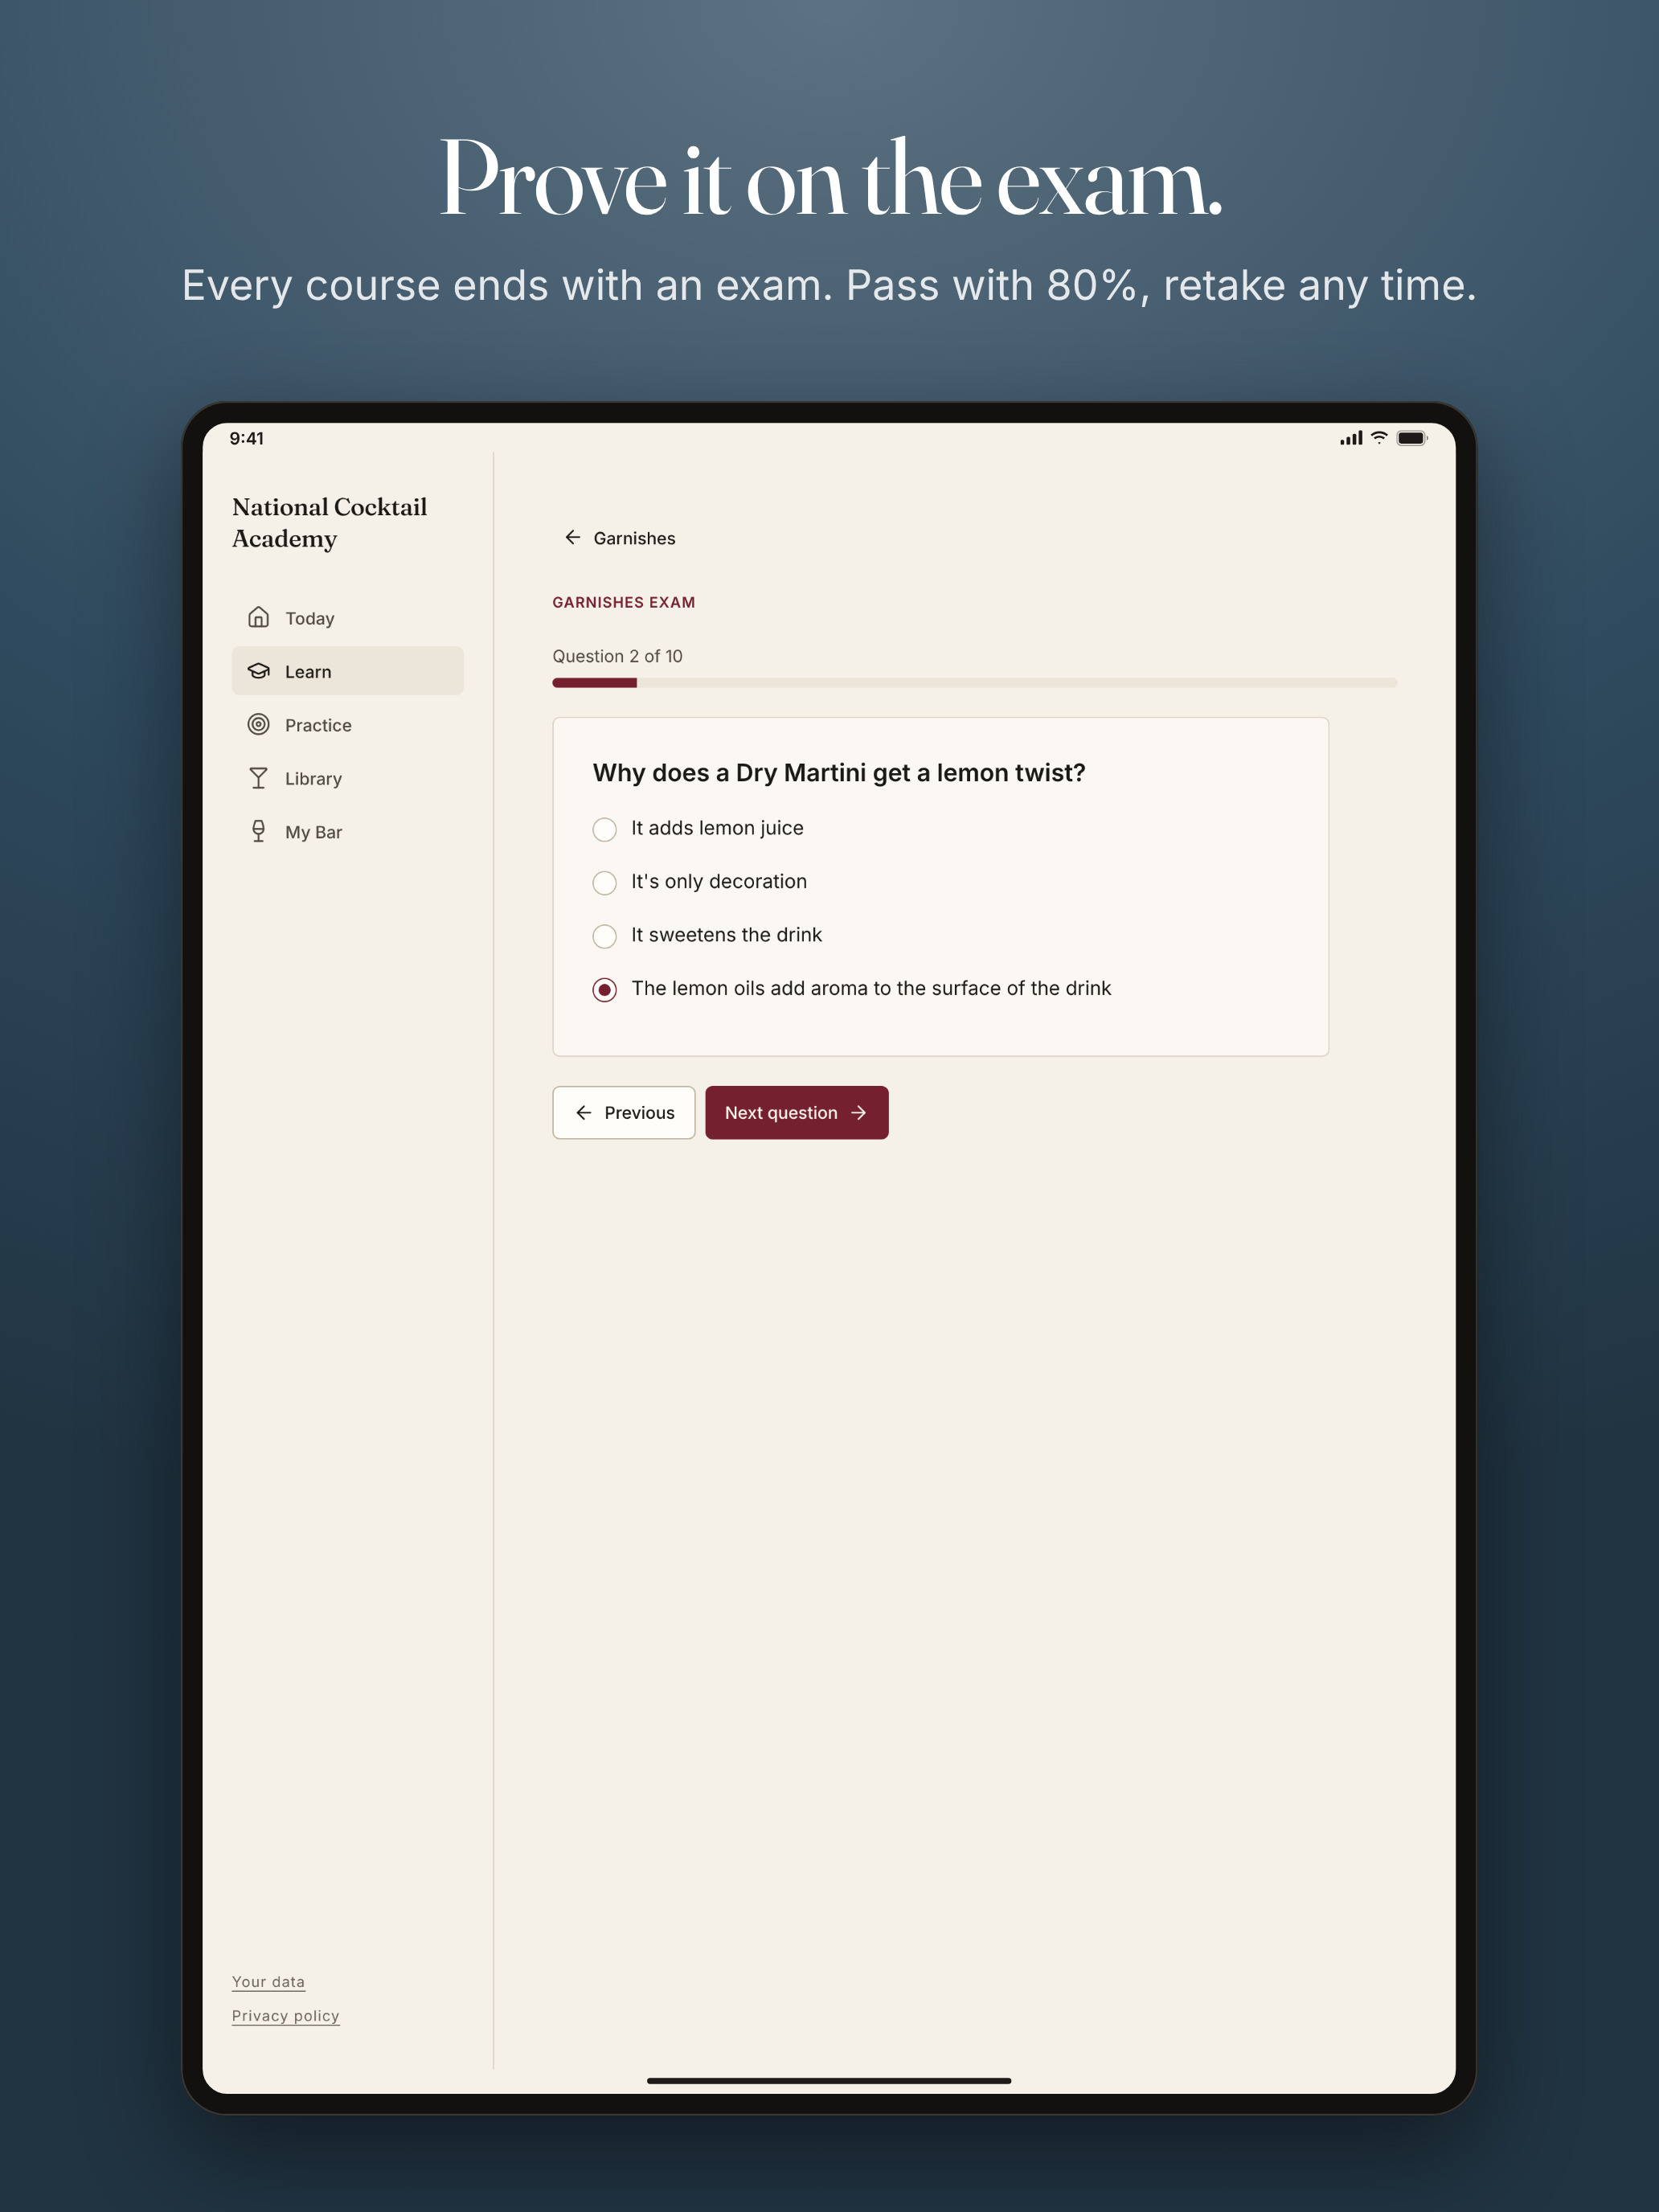 Prove it on the exam.
Every course ends with an exam. Pass with 80%, retake any time.
9:41
National Cocktail
Academy
Today
Learn
Practice
Library
My Bar
Your data
Privacy policy
Garnishes
GARNISHES EXAM
Question 2 of 10
Why does a Dry Martini get a lemon twist?
It adds lemon juice
It's only decoration
It sweetens the drink
The lemon oils add aroma to the surface of the drink
Previous
Next question